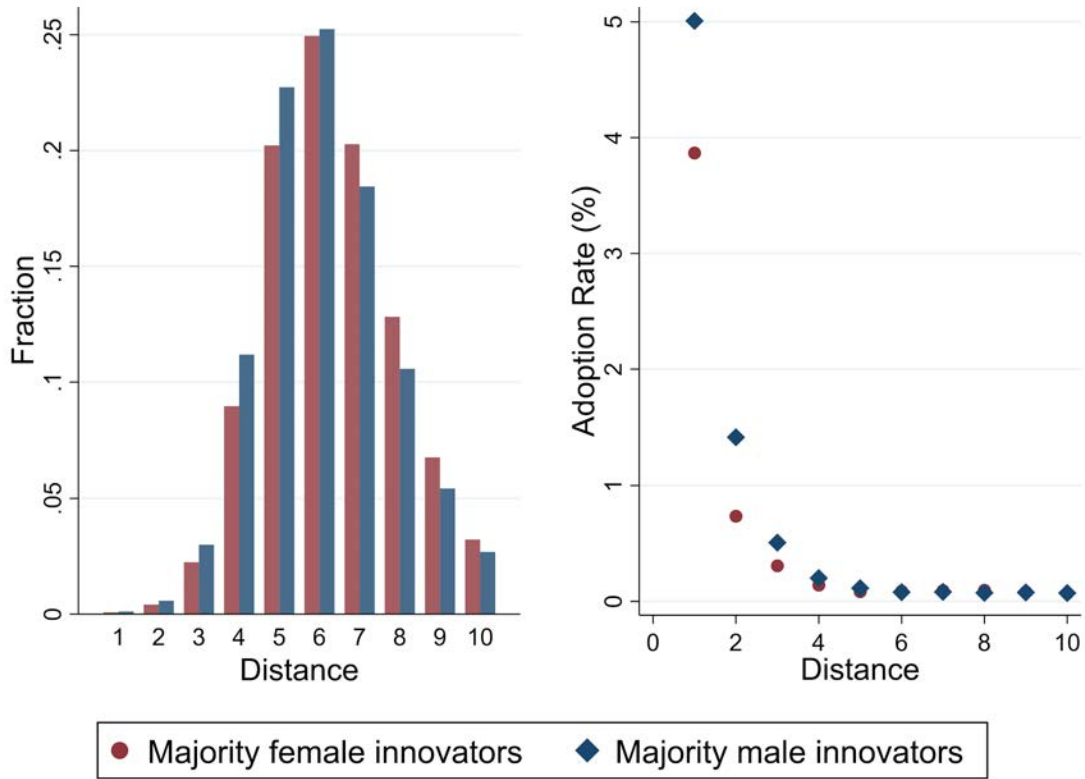 Fraction
.25
.2
.15
.1
.05
0
1 2 3 4 5 6 7 8 9 10
Distance
Adoption Rate (%)
5
4
3
2
1
0
0 2 4 6 8 10
Distance
Majority female innovators Majority male innovators